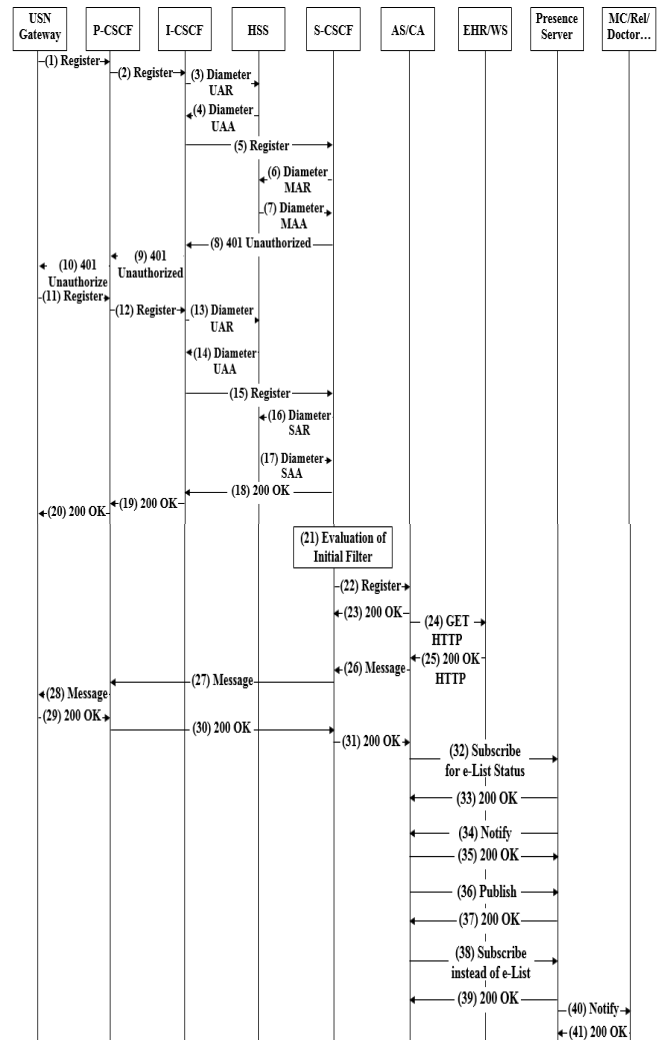 USN
Gateway
P-CSCF
I-CSCF
HSS
S-CSCF
AS/CA
EHR/WS
Presence
Server
MC/Rel/
Doctor...
(1) Register
(2) Register
(3) Diameter
UAR
(4) Diameter
UAA
(5) Register
(6) Diameter
MAR
(7) Diameter
MAA
(8) 401 Unauthorized
(9) 401
Unauthorized
(10) 401
Unauthorize
(11) Register
(12) Register
(13) Diameter
UAR
(14) Diameter
UAA
(15) Register
(16) Diameter
SAR
(17) Diameter
SAA
(18) 200 OK
(19) 200 OK
(20) 200 OK
(21) Evaluation of
Initial Filter
(22) Register
(23) 200 OK
(24) GET
HTTP
(25) 200 OK
HTTP
(26) Message
(27) Message
(28) Message
(29) 200 OK
(30) 200 OK
(31) 200 OK
(32) Subscribe
for e-List Status
(33) 200 OK
(34) Notify
(35) 200 OK
(36) Publish
(37) 200 OK
(38) Subscribe
instead of e-List
(39) 200 OK
(40) Notify
(41) 200 OK